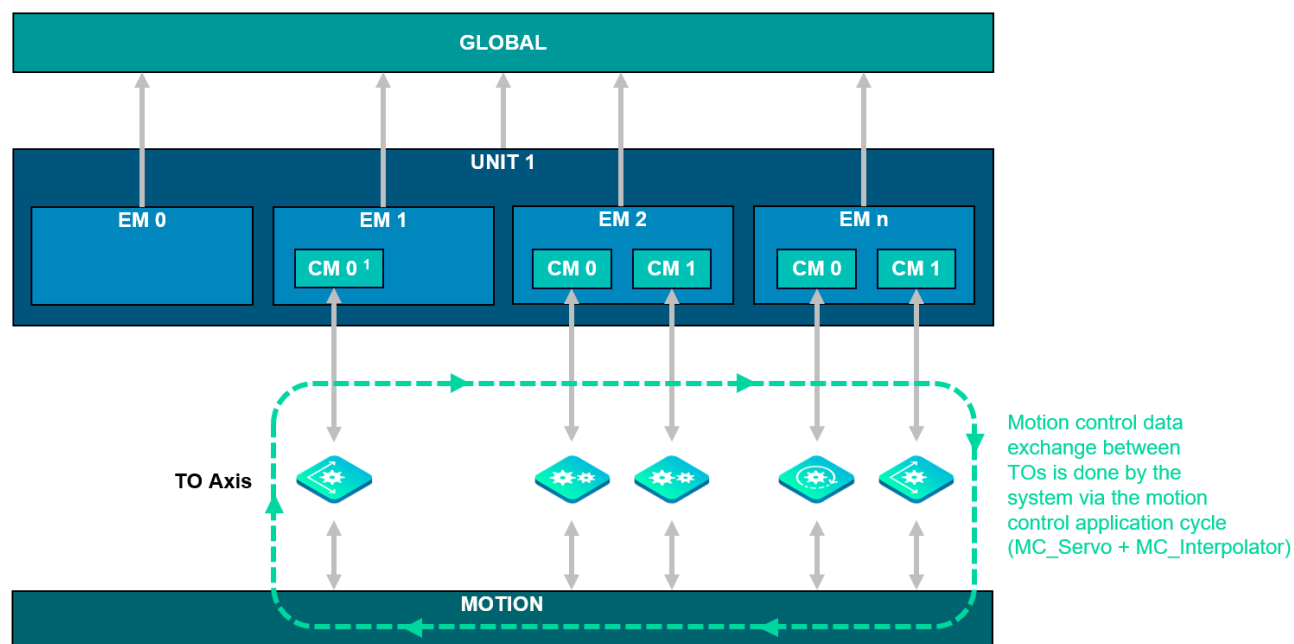 GLOBAL
UNIT 1
EM 0
EM 1
EM 2
EM n
CM 0 ¹
CM 0
CM 1
CM 0
CM 1
TO Axis
Motion control data
exchange between
TOs is done by the
system via the motion
control application cycle
(MC_Servo + MC_Interpolator)
MOTION